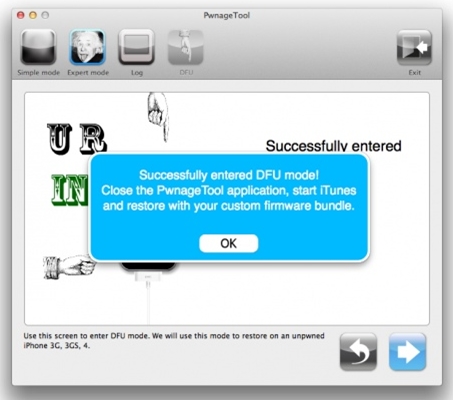 PwnageTool
Simple mode
Expert mode
Log
DFU
Exit
U R
IN
Successfully entered
Successfully entered DFU mode!
Close the PwnageTool application, start iTunes
and restore with your custom firmware bundle.
OK
Use this screen to enter DFU mode. We will use this mode to restore on an unpwned
iPhone 3G, 3GS, 4.